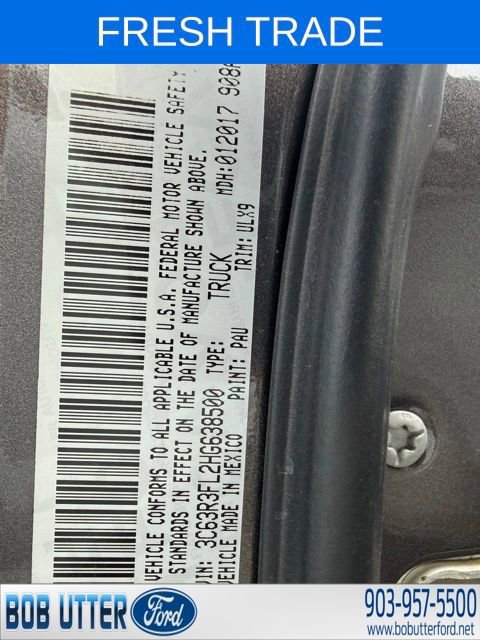 FRESH TRADE
MDH:012017 908
VEHICLE CONFORMS TO ALL APPLICABLE U.S.A. FEDERAL MOTOR VEHICLE SAFETY
STANDARDS IN EFFECT ON THE DATE OF MANUFACTURE SHOWN ABOVE.
VIN: 3C63R3FL2HG638500 TYPE: TRUCK
VEHICLE MADE IN MEXICO PAINT: PAU TRIM: ULX9
BOB UTTER Ford
903-957-5500
www.bobutterford.net